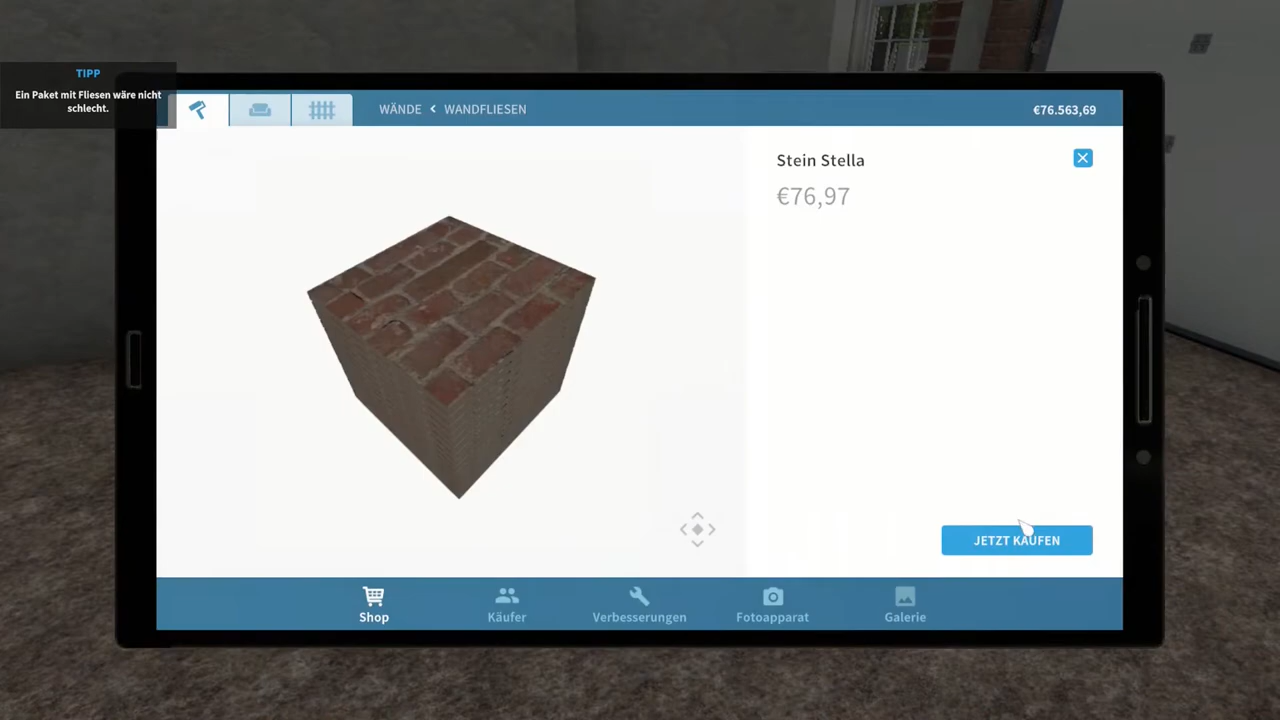 TIPP
Ein Paket mit Fliesen wäre nicht
schlecht.
WÄNDE < WANDFLIESEN
€76.563,69
Stein Stella
€76,97
JETZT KAUFEN
Shop
Käufer
Verbesserungen
Fotoapparat
Galerie